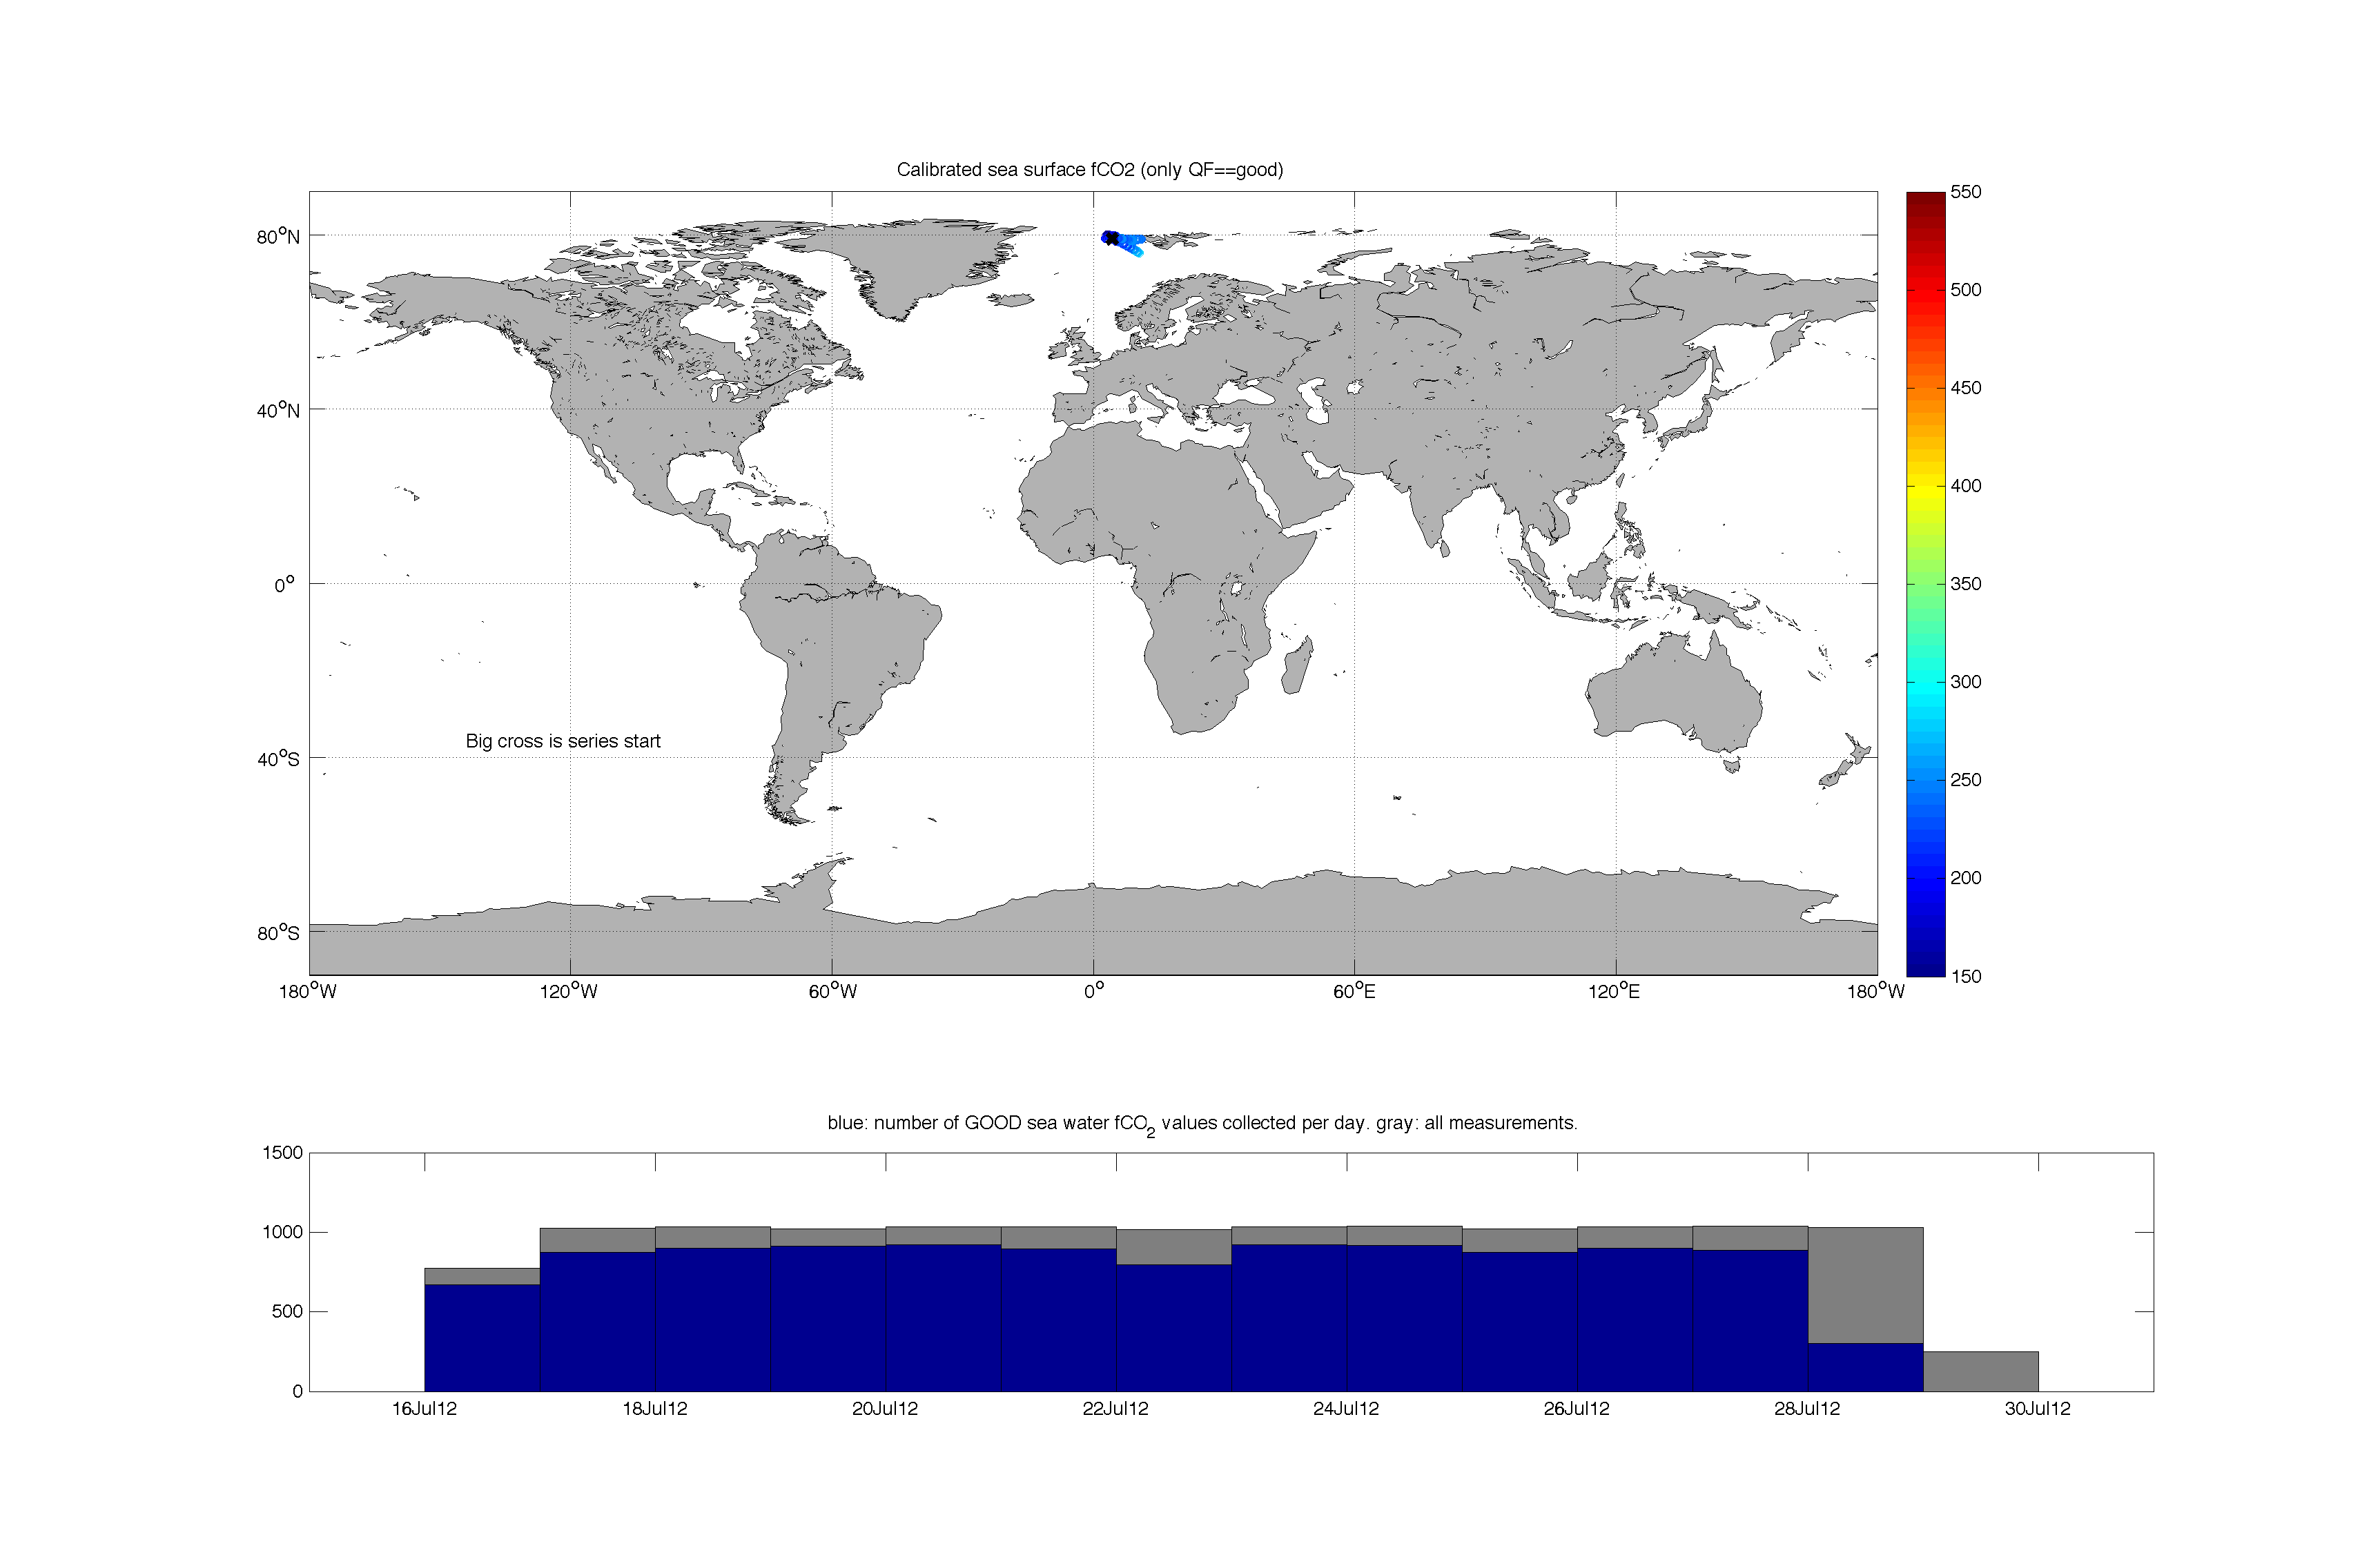 Calibrated sea surface fCO2 (only QF==good)
80°N
40°N
0°
40°S
80°S
Big cross is series start
180°W 120°W 60°W 0° 60°E 120°E 180°W
550
500
450
400
350
300
250
200
150
blue: number of GOOD sea water fCO2 values collected per day. gray: all measurements.
1500
1000
500
0
16Jul12 18Jul12 20Jul12 22Jul12 24Jul12 26Jul12 28Jul12 30Jul12